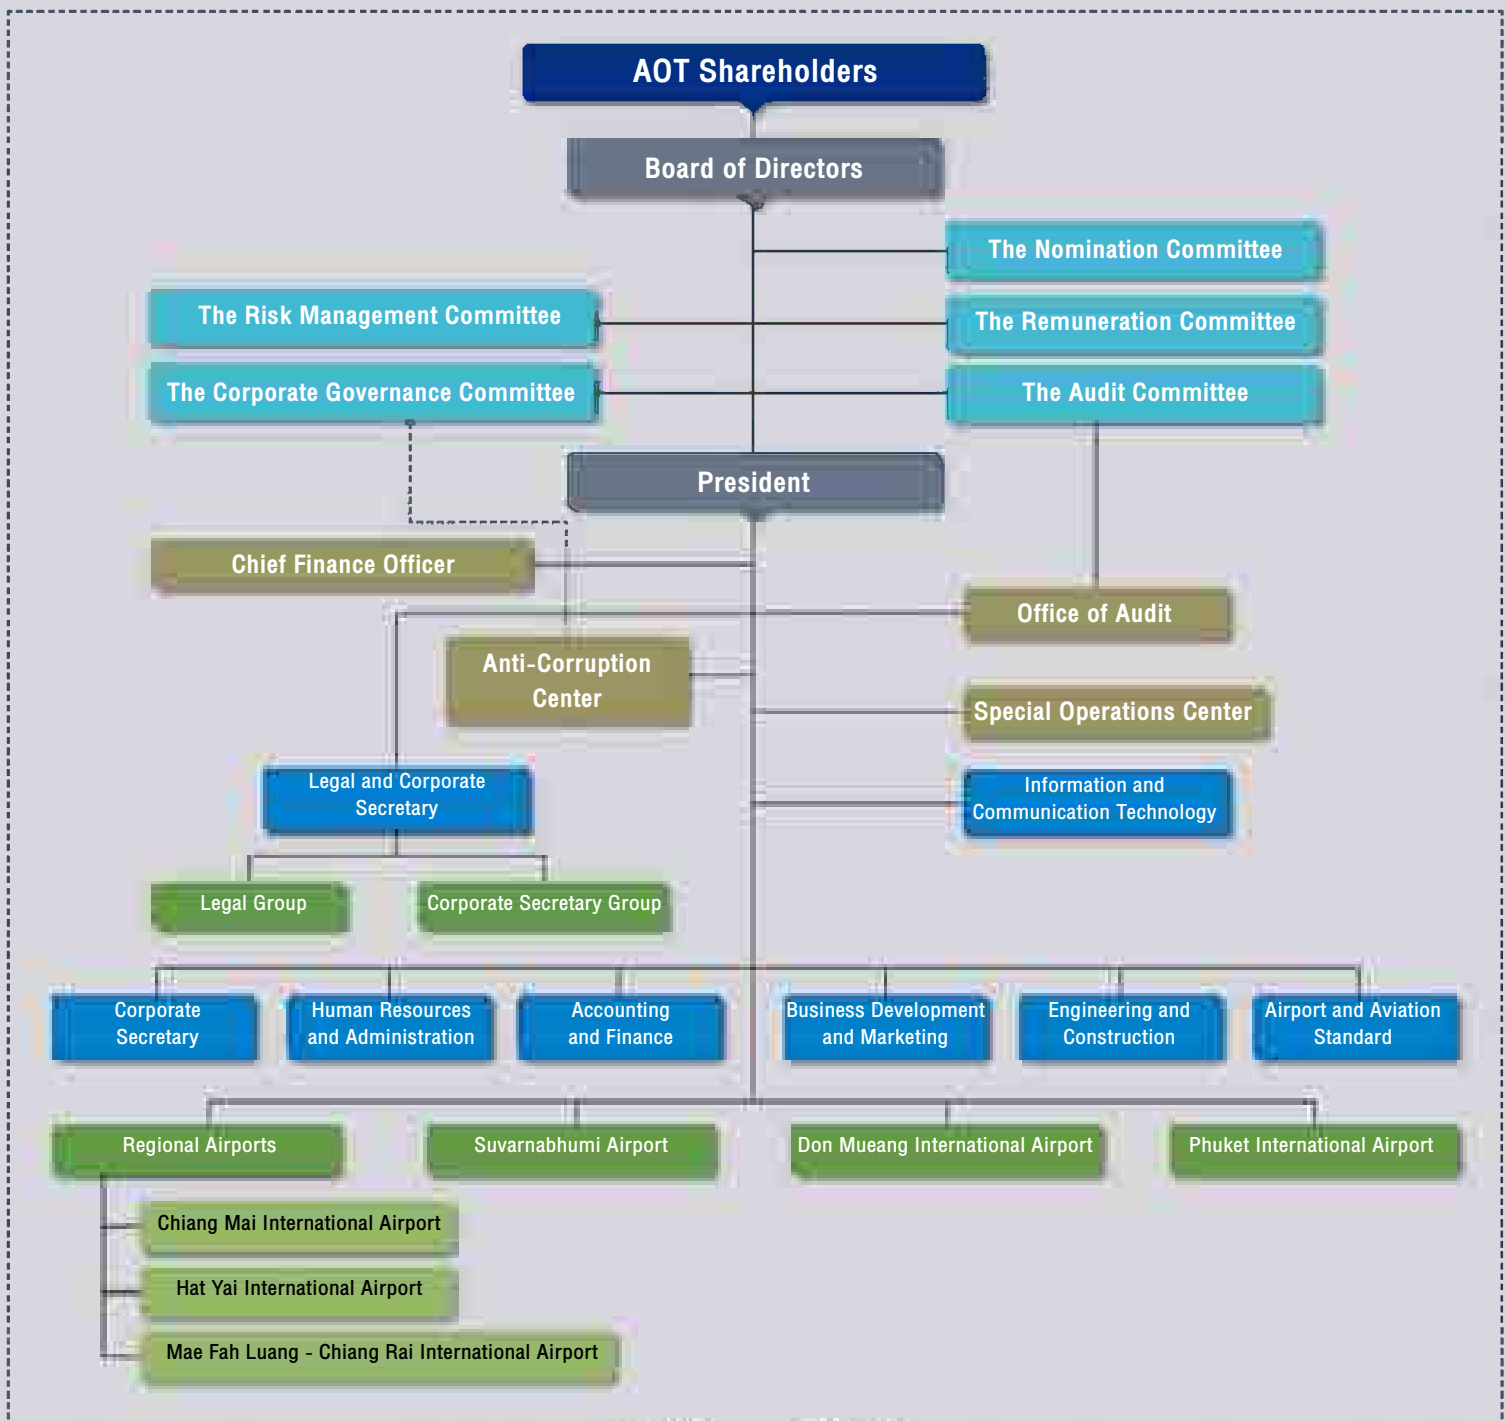 AOT Shareholders
Board of Directors
The Nomination Committee
The Risk Management Committee
The Remuneration Committee
The Corporate Governance Committee
The Audit Committee
President
Chief Finance Officer
Office of Audit
Anti-Corruption
Center
Special Operations Center
Legal and Corporate
Secretary
Information and
Communication Technology
Legal Group
Corporate Secretary Group
Corporate
Secretary
Human Resources
and Administration
Accounting
and Finance
Business Development
and Marketing
Engineering and
Construction
Airport and Aviation
Standard
Regional Airports
Suvarnabhumi Airport
Don Mueang International Airport
Phuket International Airport
Chiang Mai International Airport
Hat Yai International Airport
Mae Fah Luang - Chiang Rai International Airport